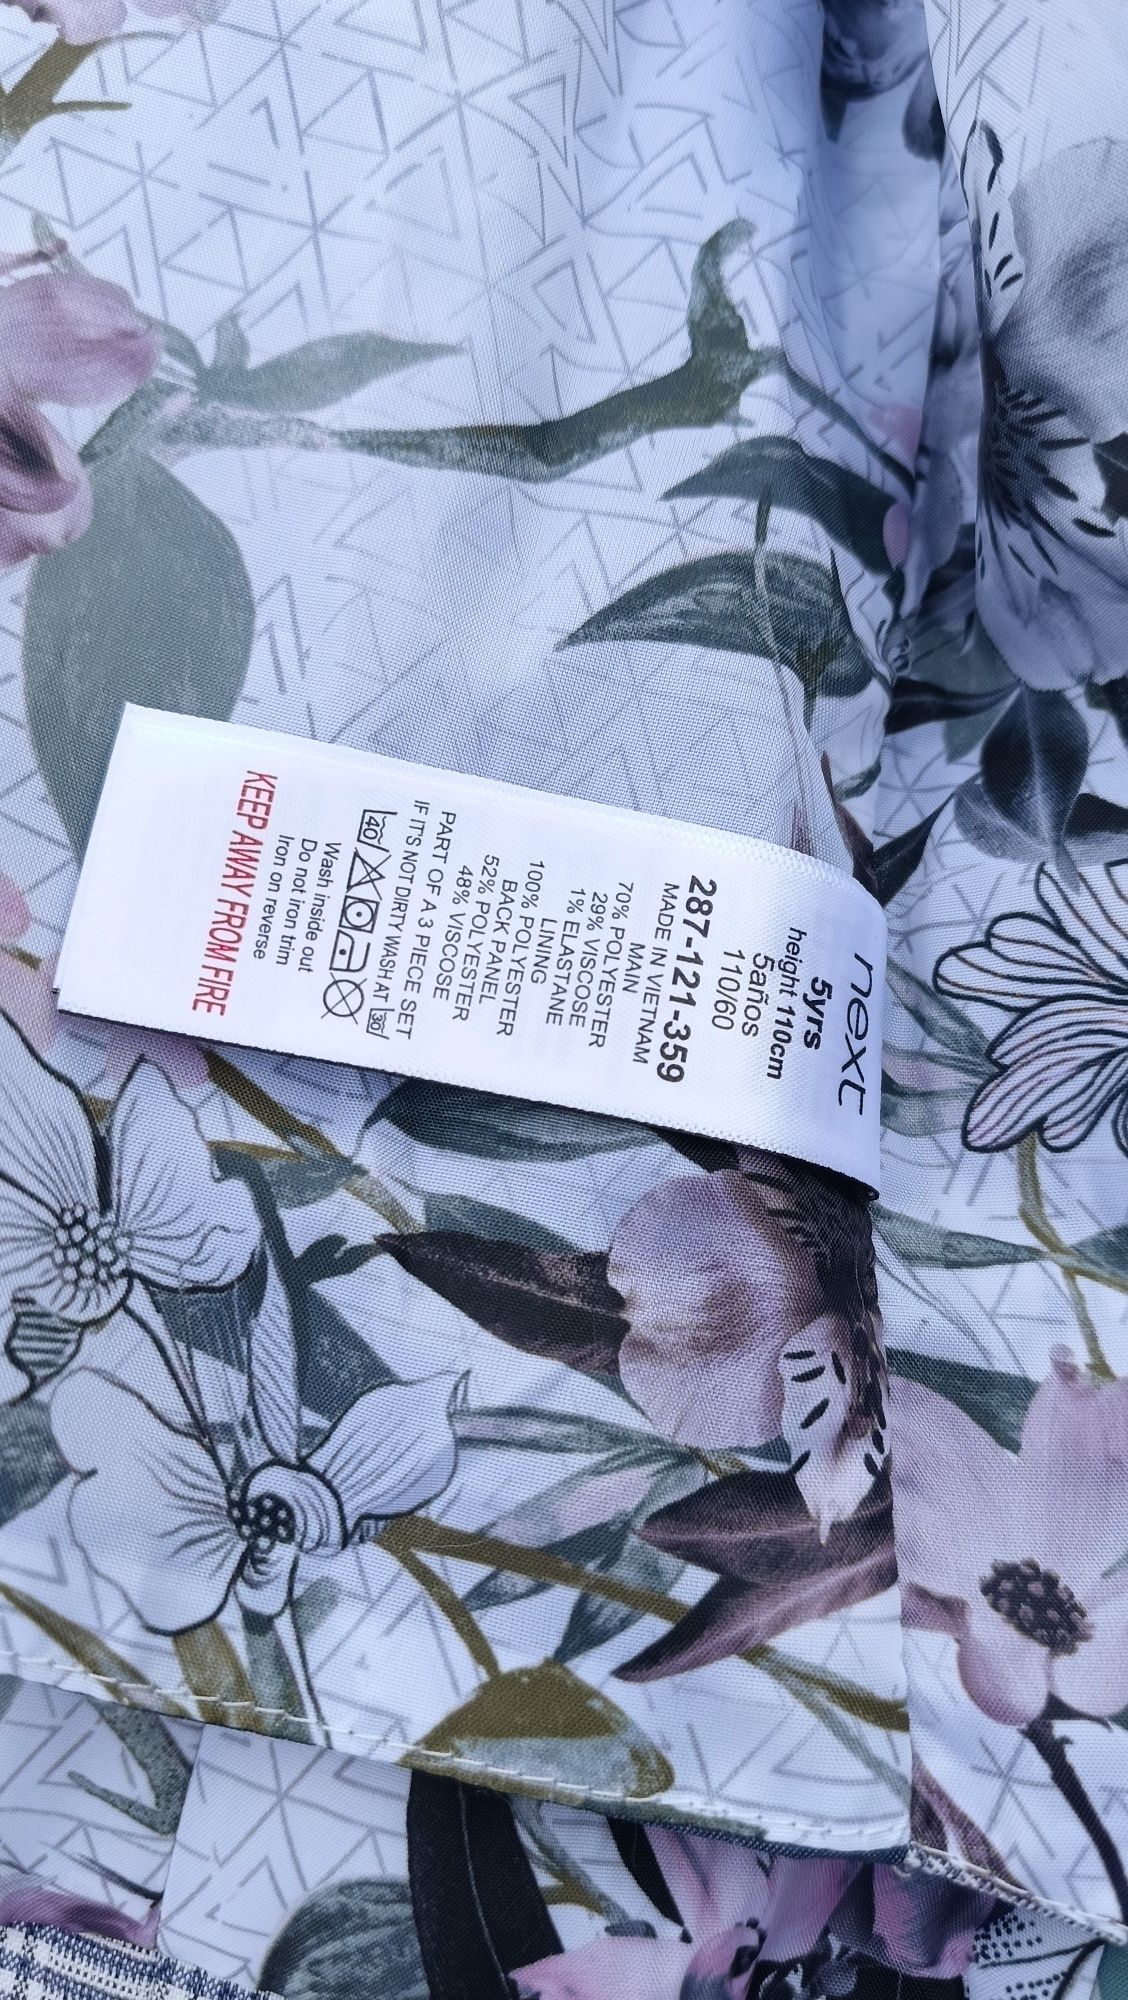 next
5yrs
height 110cm
5años
110/60
287-121-359
MADE IN VIETNAM
MAIN
70% POLYESTER
29% VISCOSE
1% ELASTANE
LINING
100% POLYESTER
BACK PANEL
52% POLYESTER
48% VISCOSE
PART OF A 3 PIECE SET
IF IT'S NOT DIRTY WASH AT 30
40
Wash inside out
Do not iron trim
Iron on reverse
KEEP AWAY FROM FIRE